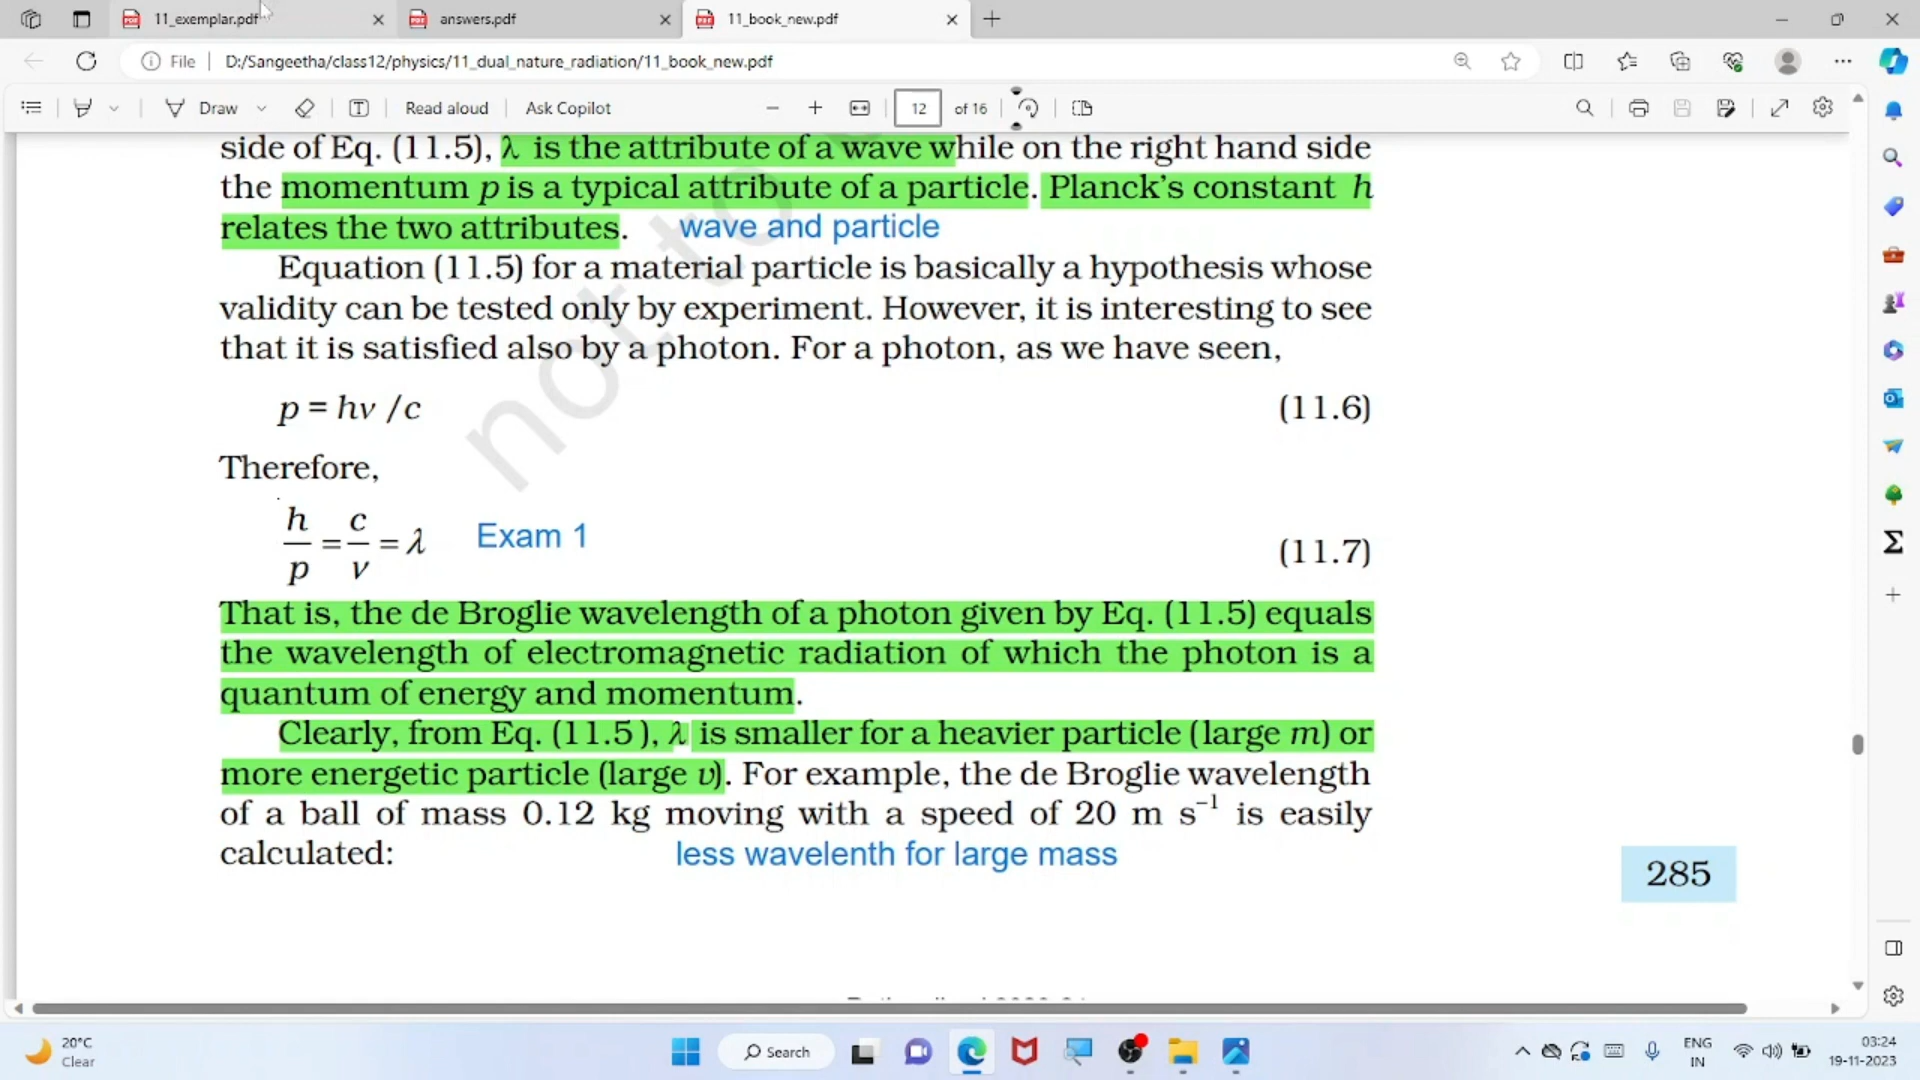 11_exemplar.pdf
answers.pdf
11_book_new.pdf
File D:/Sangeetha/class12/physics/11_dual_nature_radiation/11_book_new.pdf
Draw Read aloud Ask Copilot 12 of 16
side of Eq. (11.5), λ is the attribute of a wave while on the right hand side
the momentum p is a typical attribute of a particle. Planck's constant h
relates the two attributes. wave and particle
Equation (11.5) for a material particle is basically a hypothesis whose
validity can be tested only by experiment. However, it is interesting to see
that it is satisfied also by a photon. For a photon, as we have seen,
p = hν /c (11.6)
Therefore,
h/p = c/ν = λ Exam 1 (11.7)
That is, the de Broglie wavelength of a photon given by Eq. (11.5) equals
the wavelength of electromagnetic radiation of which the photon is a
quantum of energy and momentum.
Clearly, from Eq. (11.5 ), λ is smaller for a heavier particle (large m) or
more energetic particle (large v). For example, the de Broglie wavelength
of a ball of mass 0.12 kg moving with a speed of 20 m s⁻¹ is easily
calculated: less wavelenth for large mass
285
not to
20°C
Clear
Search
ENG
IN
03:24
19-11-2023